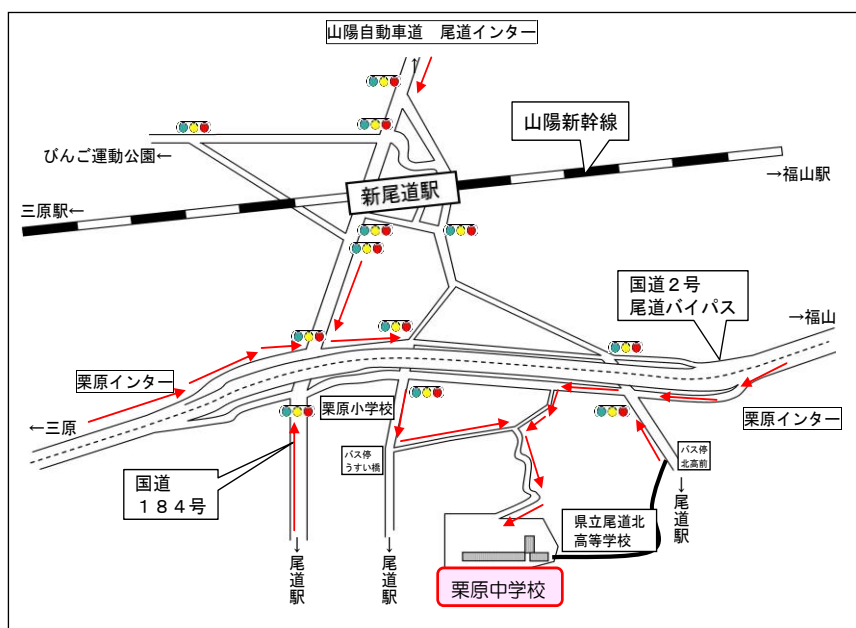 山陽自動車道　尾道インター
↑
山陽新幹線
びんご運動公園←
→福山駅
新尾道駅
三原駅←
国道２号
尾道バイパス
→福山
栗原インター
栗原小学校
栗原インター
←三原
バス停
うすい橋
バス停
北高前
国道
１８４号
県立尾道北
高等学校
→尾道駅
→尾道駅
→尾道駅
栗原中学校